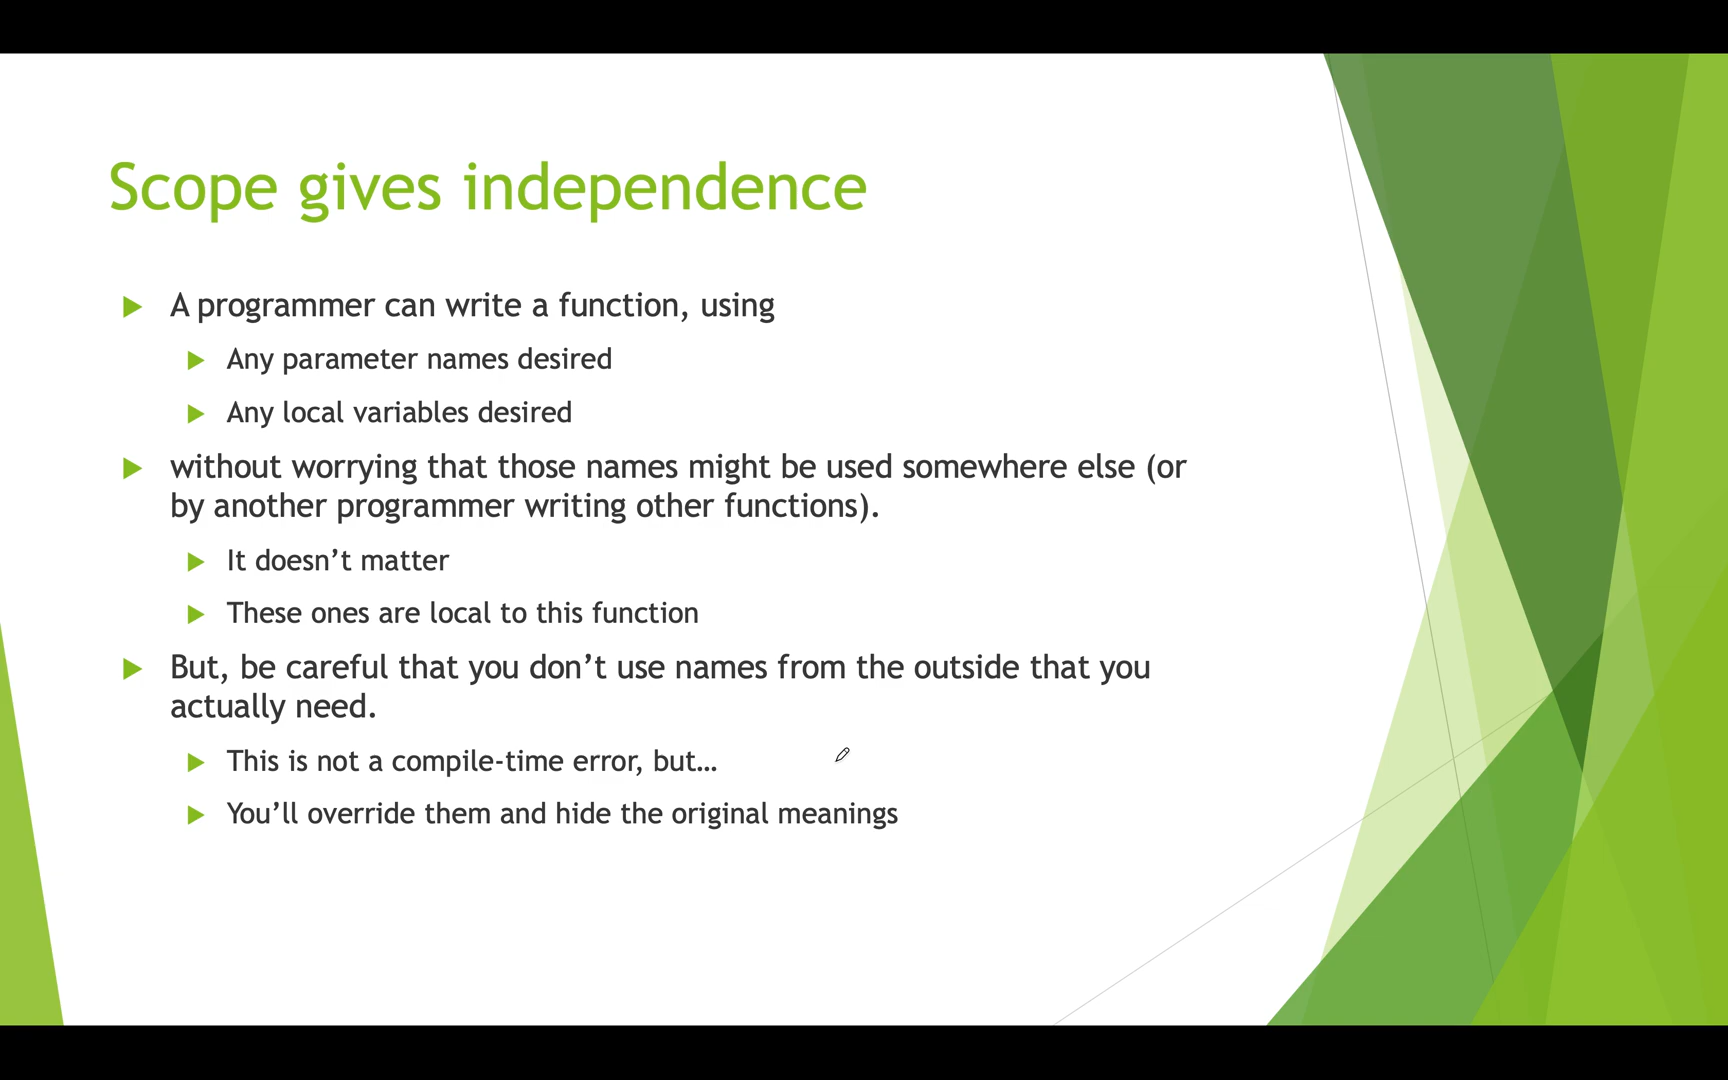 Scope gives independence
A programmer can write a function, using
Any parameter names desired
Any local variables desired
without worrying that those names might be used somewhere else (or
by another programmer writing other functions).
It doesn’t matter
These ones are local to this function
But, be careful that you don’t use names from the outside that you
actually need.
This is not a compile-time error, but…
You’ll override them and hide the original meanings